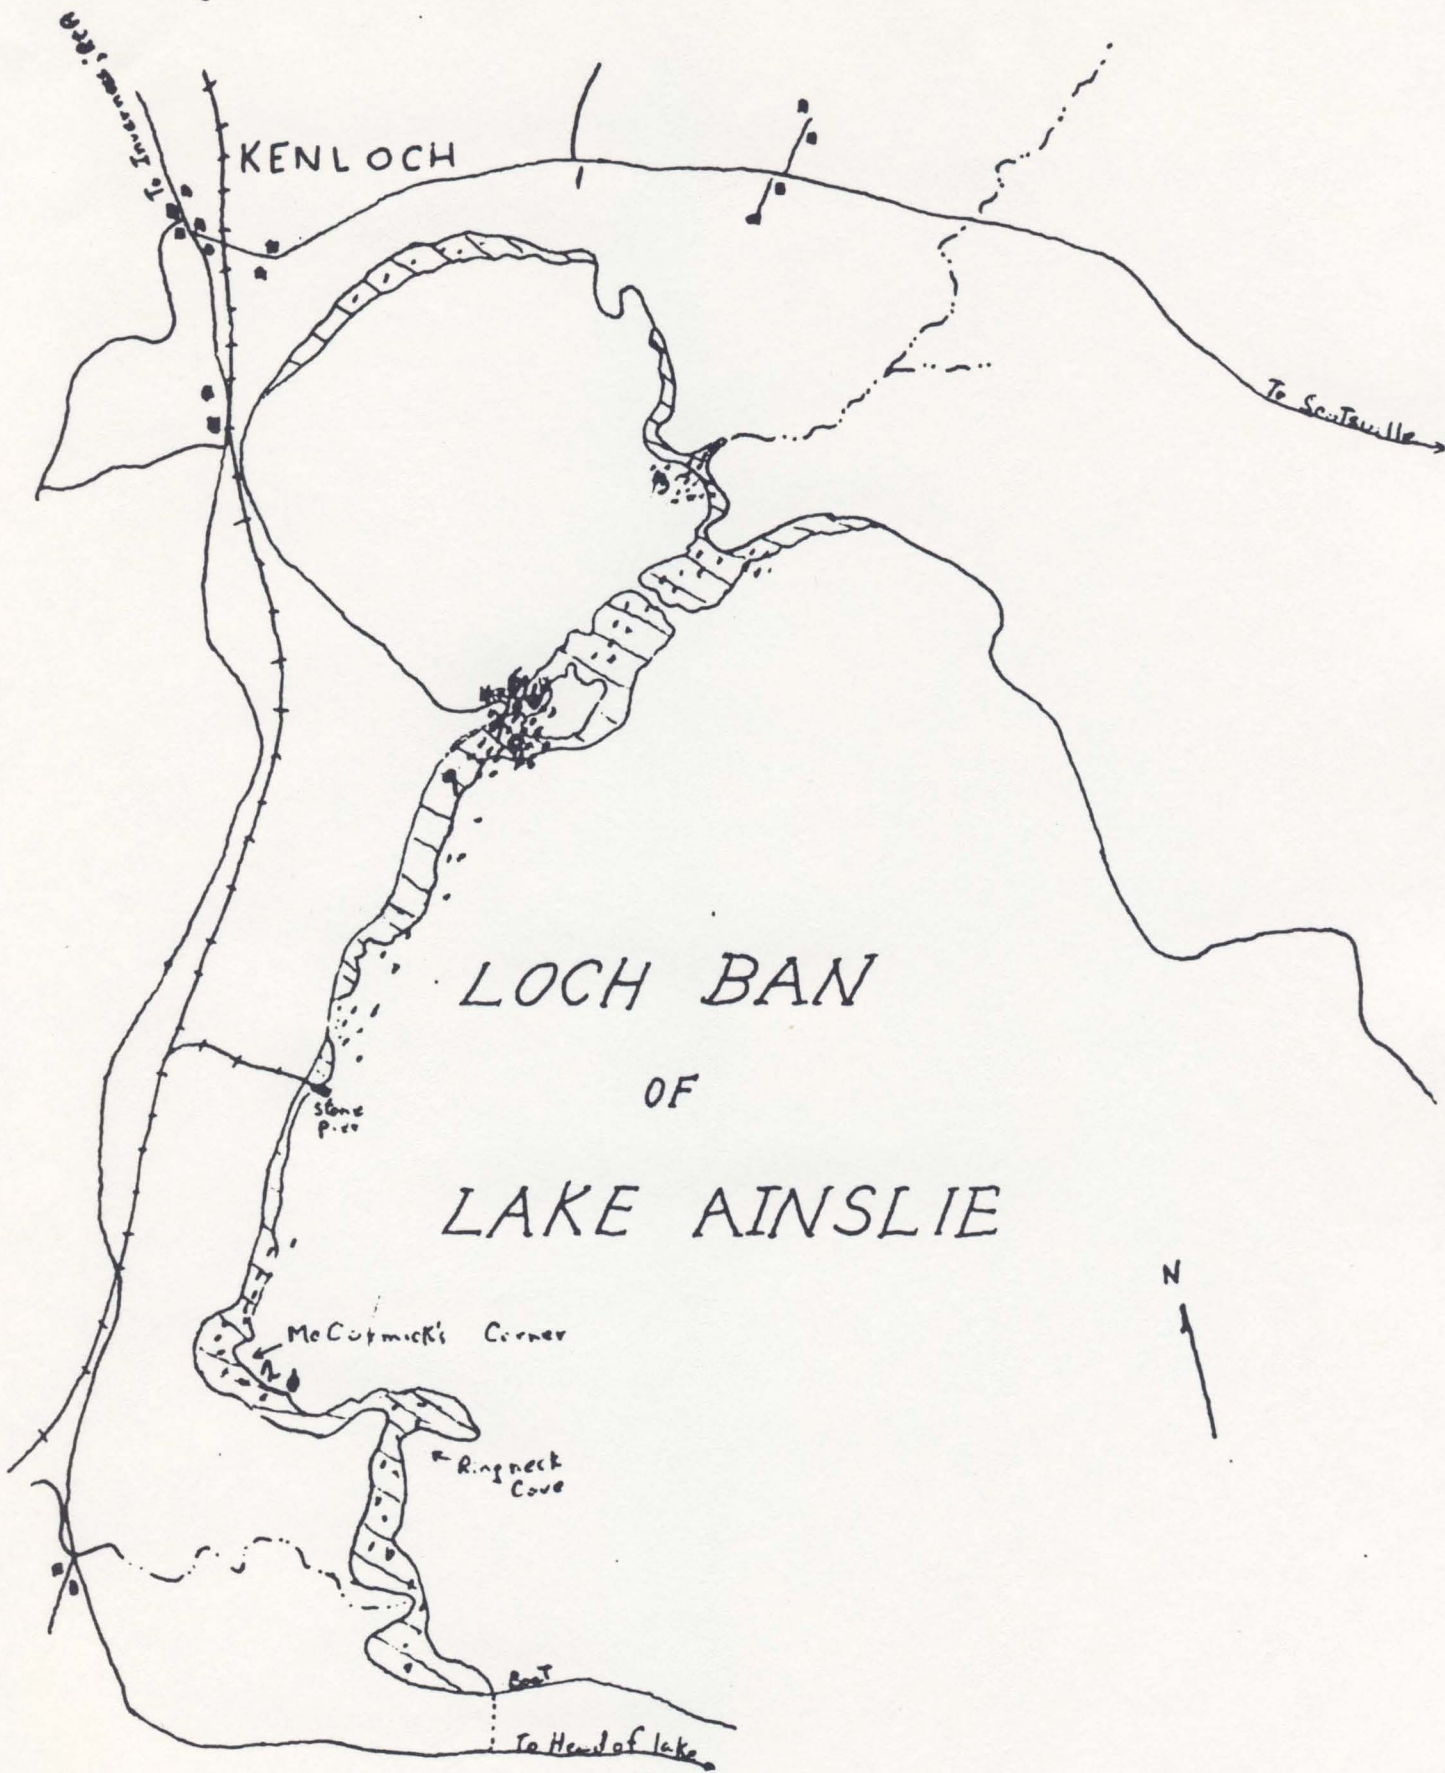 To Inverness,
KENLOCH
To Scotsville
LOCH BAN
OF
LAKE AINSLIE
Stone
Pier
N
McCormick's Corner
Ringneck
Cove
Boat
To Head of lake